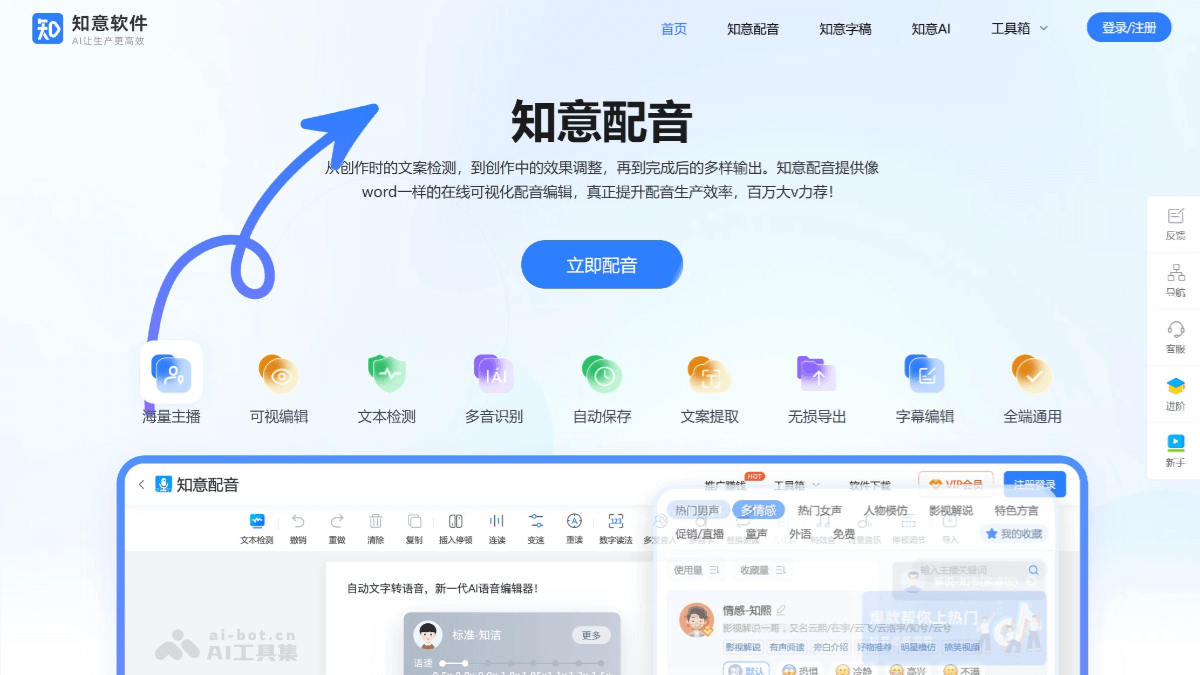 知意软件
AI让生产更高效
首页 知意配音 知意字稿 知意AI 工具箱 登录/注册
知意配音
从创作时的文案检测，到创作中的效果调整，再到完成后的多样输出。知意配音提供像
word一样的在线可视化配音编辑，真正提升配音生产效率，百万大v力荐！
立即配音
反馈
导航
客服
进阶
新手
海量主播 可视编辑 文本检测 多音识别 自动保存 文案提取 无损导出 字幕编辑 全端通用
知意配音 推广赚钱 HOT 工具箱 软件下载 VIP会员 注册登录
文本检测 撤销 重做 清除 复制 插入停顿 连读 变速 重读 数字读法
热门男声 多情感 热门女声 人物模仿 影视解说 特色方言
促销/直播 童声 外语 免费 我的收藏
使用量 收藏量 输入主播关键词
自动文字转语音，新一代AI语音编辑器！
标准-知洁 更多
语速
情感-知熙
影视解说一哥，又名云熙/在宇/云飞/云浩宇/知兮/云兮
影视解说 有声阅读 旁白介绍 好物推荐 明星模仿 搞笑视频
默认 恐惧 冷静 高兴 不满
爆款帮你上热门
ai-bot.cn
AI工具集